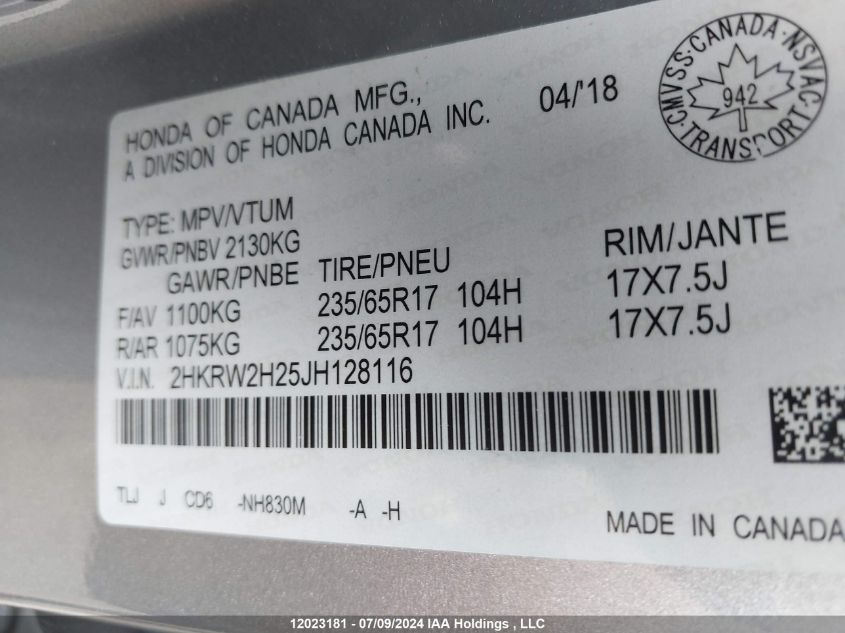 HONDA OF CANADA MFG.,
A DIVISION OF HONDA CANADA INC.
04/'18
CMVSS · CANADA · NSVAC
942
TRANSPORT
TYPE: MPV/VTUM
GVWR/PNBV 2130KG
GAWR/PNBE TIRE/PNEU RIM/JANTE
F/AV 1100KG 235/65R17 104H 17X7.5J
R/AR 1075KG 235/65R17 104H 17X7.5J
V.I.N. 2HKRW2H25JH128116
TLJ J CD6 -NH830M -A -H
MADE IN CANADA
12023181 - 07/09/2024 IAA Holdings , LLC